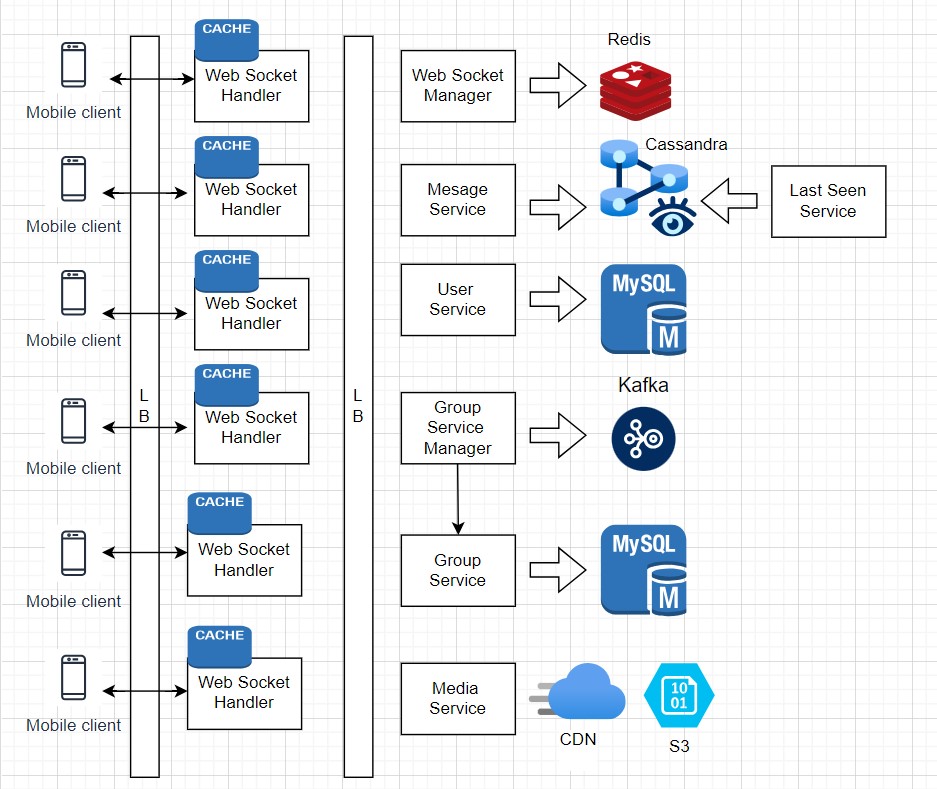 CACHE
Web Socket
Handler
Mobile client
Web Socket
Manager
Redis
CACHE
Web Socket
Handler
Mobile client
Mesage
Service
Cassandra
Last Seen
Service
CACHE
Web Socket
Handler
Mobile client
User
Service
MySQL
M
L
B
L
B
CACHE
Web Socket
Handler
Mobile client
Group
Service
Manager
Kafka
CACHE
Web Socket
Handler
Mobile client
Group
Service
MySQL
M
CACHE
Web Socket
Handler
Mobile client
Media
Service
CDN
10
01
S3